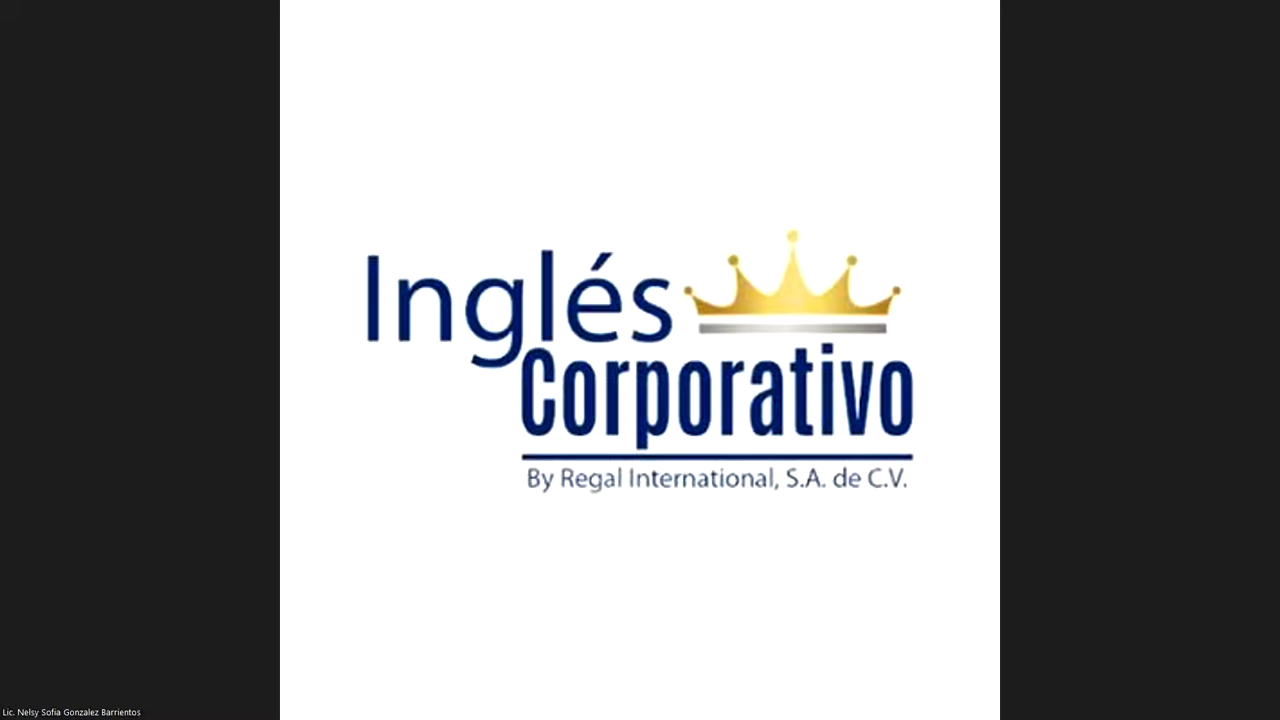 Inglés
Corporativo
By Regal International, S.A. de C.V.
Lic. Nelsy Sofia Gonzalez Barrientos